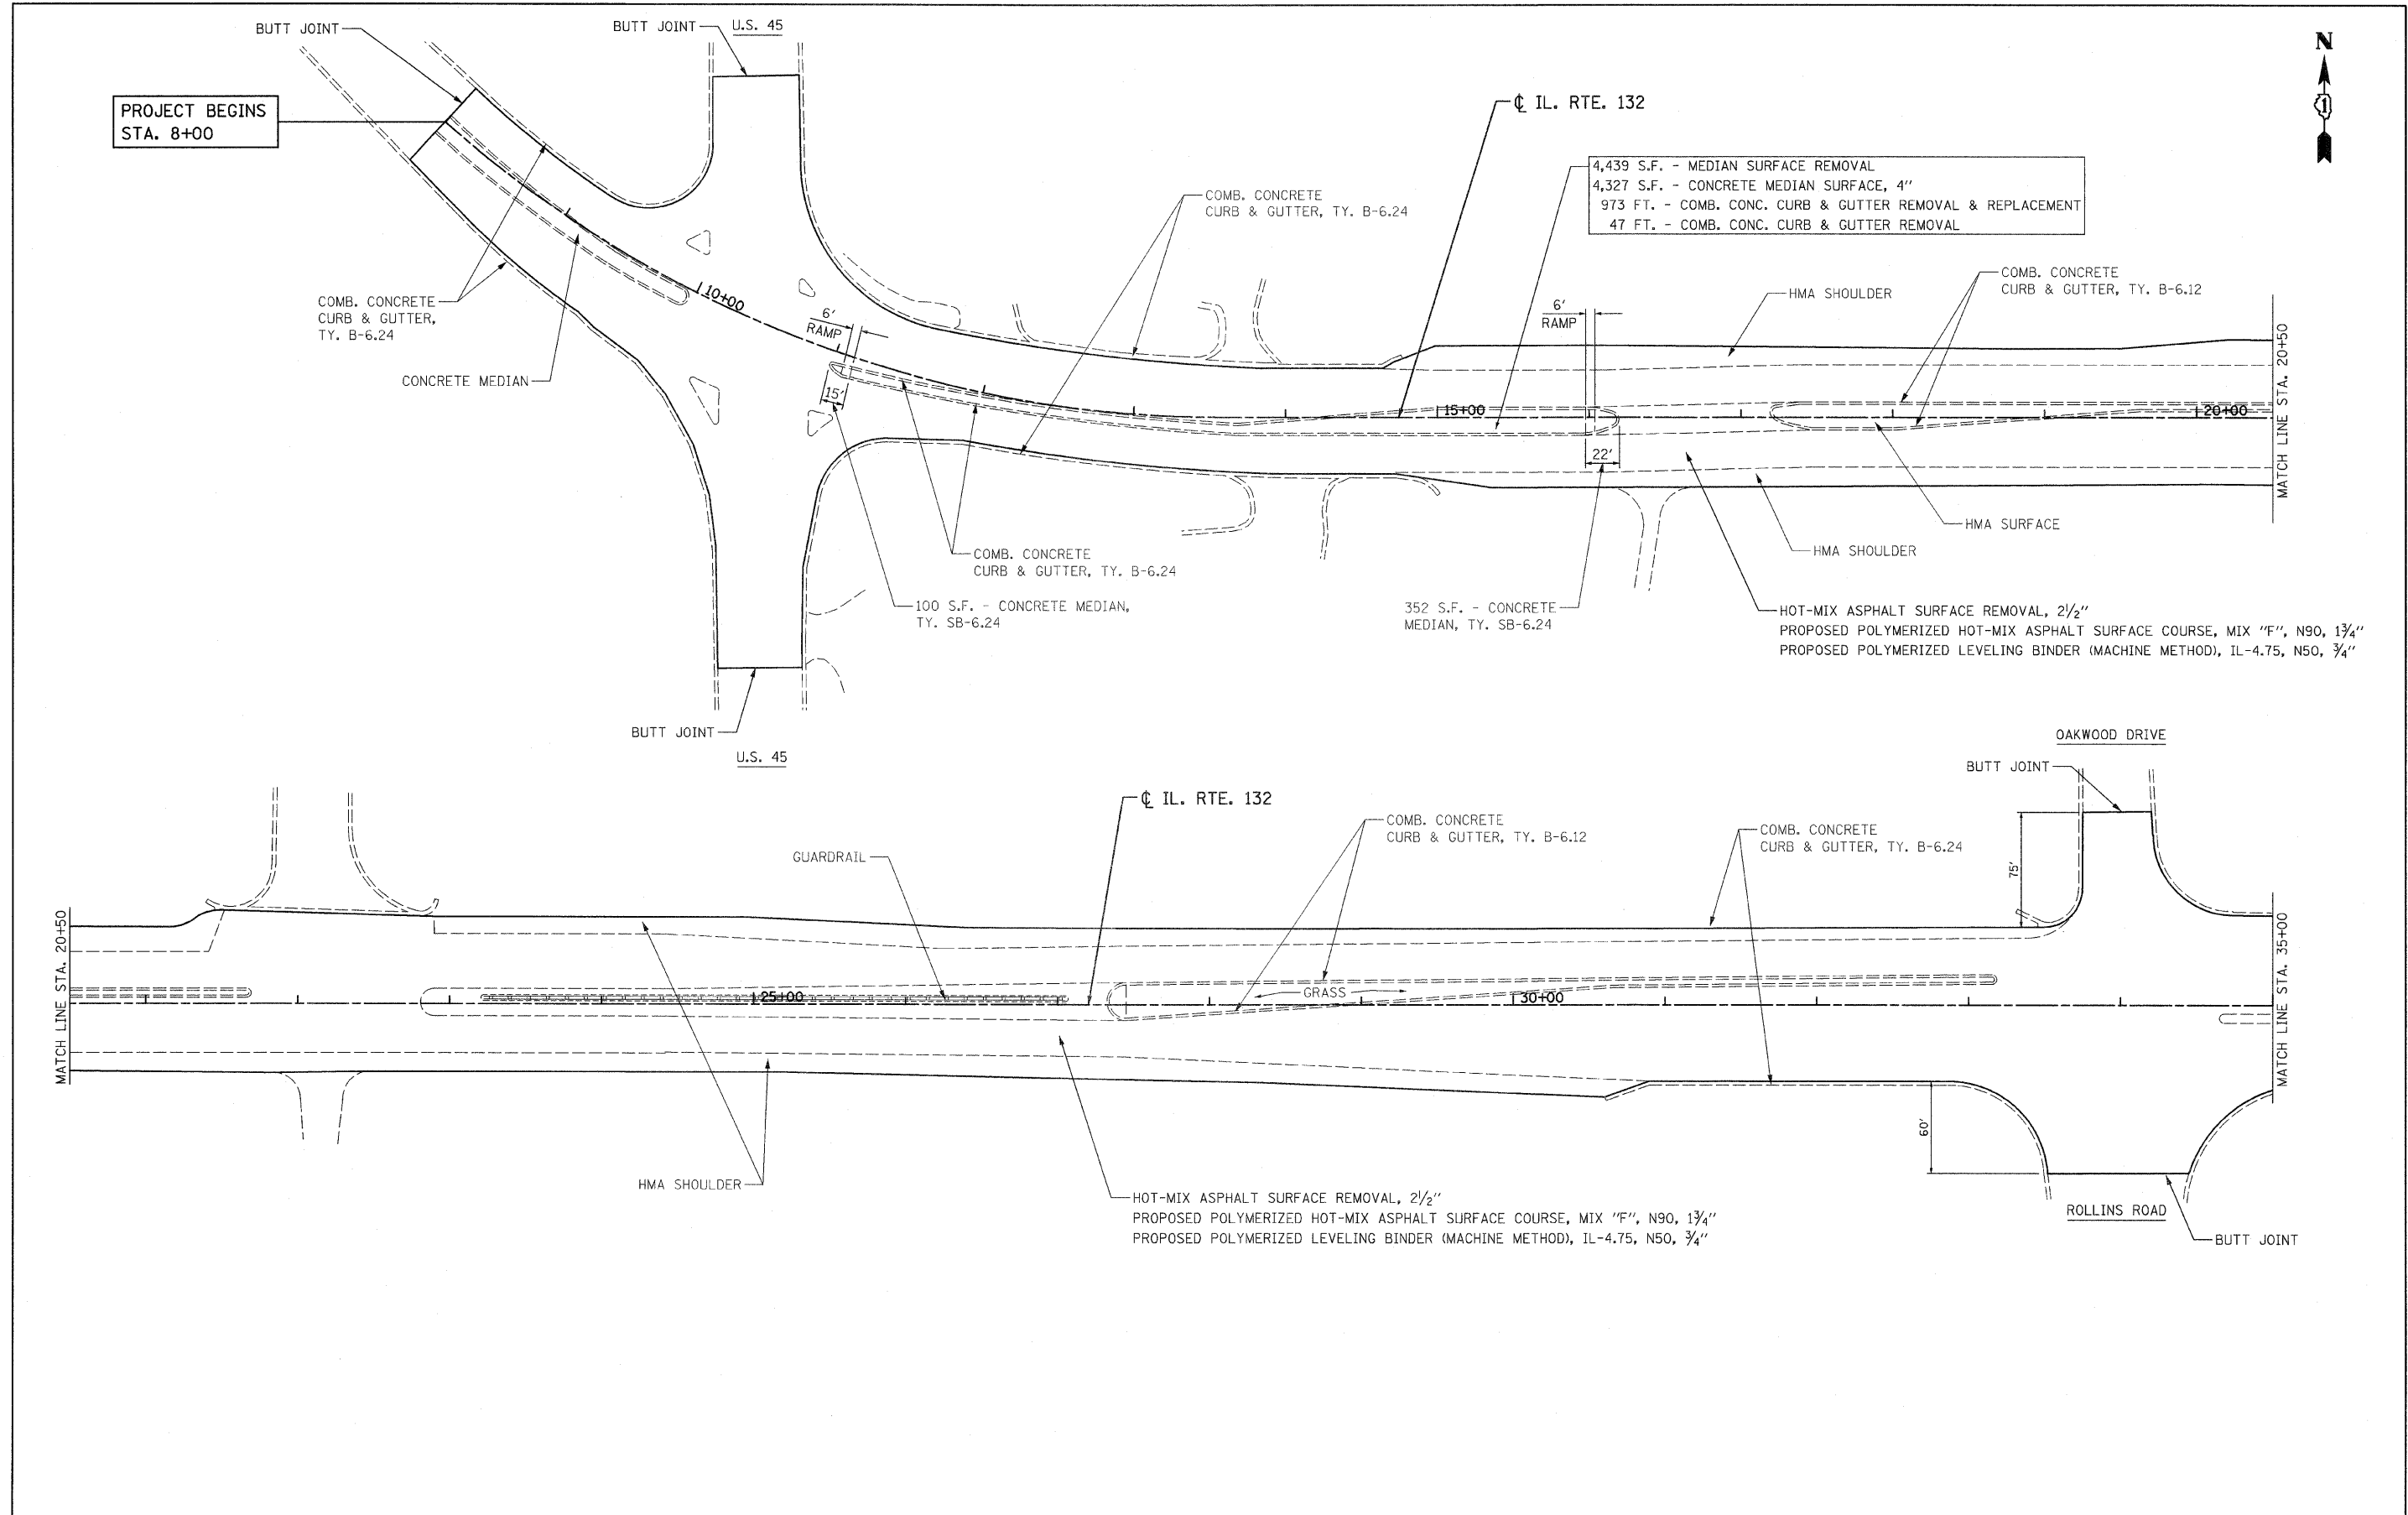 BUTT JOINT
BUTT JOINT
U.S. 45
N
1
PROJECT BEGINS
STA. 8+00
℄ IL. RTE. 132
4,439 S.F. - MEDIAN SURFACE REMOVAL
4,327 S.F. - CONCRETE MEDIAN SURFACE, 4"
973 FT. - COMB. CONC. CURB & GUTTER REMOVAL & REPLACEMENT
47 FT. - COMB. CONC. CURB & GUTTER REMOVAL
COMB. CONCRETE
CURB & GUTTER, TY. B-6.24
COMB. CONCRETE
CURB & GUTTER, TY. B-6.12
HMA SHOULDER
COMB. CONCRETE
CURB & GUTTER,
TY. B-6.24
10+00
6'
RAMP
6'
RAMP
CONCRETE MEDIAN
15'
15+00
20+00
MATCH LINE STA. 20+50
22'
HMA SURFACE
HMA SHOULDER
COMB. CONCRETE
CURB & GUTTER, TY. B-6.24
100 S.F. - CONCRETE MEDIAN,
TY. SB-6.24
352 S.F. - CONCRETE
MEDIAN, TY. SB-6.24
HOT-MIX ASPHALT SURFACE REMOVAL, 2½"
PROPOSED POLYMERIZED HOT-MIX ASPHALT SURFACE COURSE, MIX "F", N90, 1¾"
PROPOSED POLYMERIZED LEVELING BINDER (MACHINE METHOD), IL-4.75, N50, ¾"
BUTT JOINT
U.S. 45
OAKWOOD DRIVE
BUTT JOINT
℄ IL. RTE. 132
COMB. CONCRETE
CURB & GUTTER, TY. B-6.12
COMB. CONCRETE
CURB & GUTTER, TY. B-6.24
GUARDRAIL
75'
MATCH LINE STA. 20+50
25+00
GRASS
30+00
MATCH LINE STA. 35+00
60'
HMA SHOULDER
HOT-MIX ASPHALT SURFACE REMOVAL, 2½"
PROPOSED POLYMERIZED HOT-MIX ASPHALT SURFACE COURSE, MIX "F", N90, 1¾"
PROPOSED POLYMERIZED LEVELING BINDER (MACHINE METHOD), IL-4.75, N50, ¾"
ROLLINS ROAD
BUTT JOINT